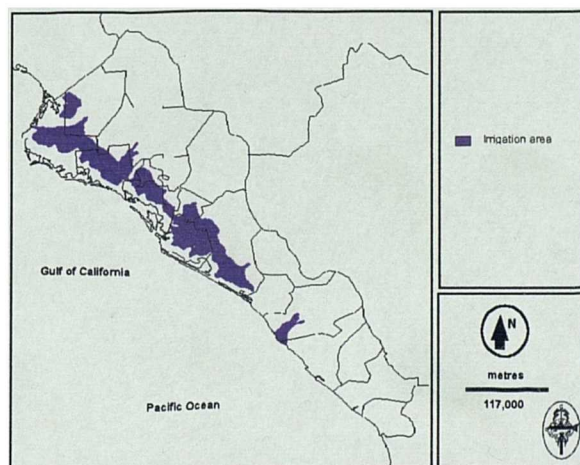 Irrigation area
Gulf of California
N
metres
117,000
Pacific Ocean